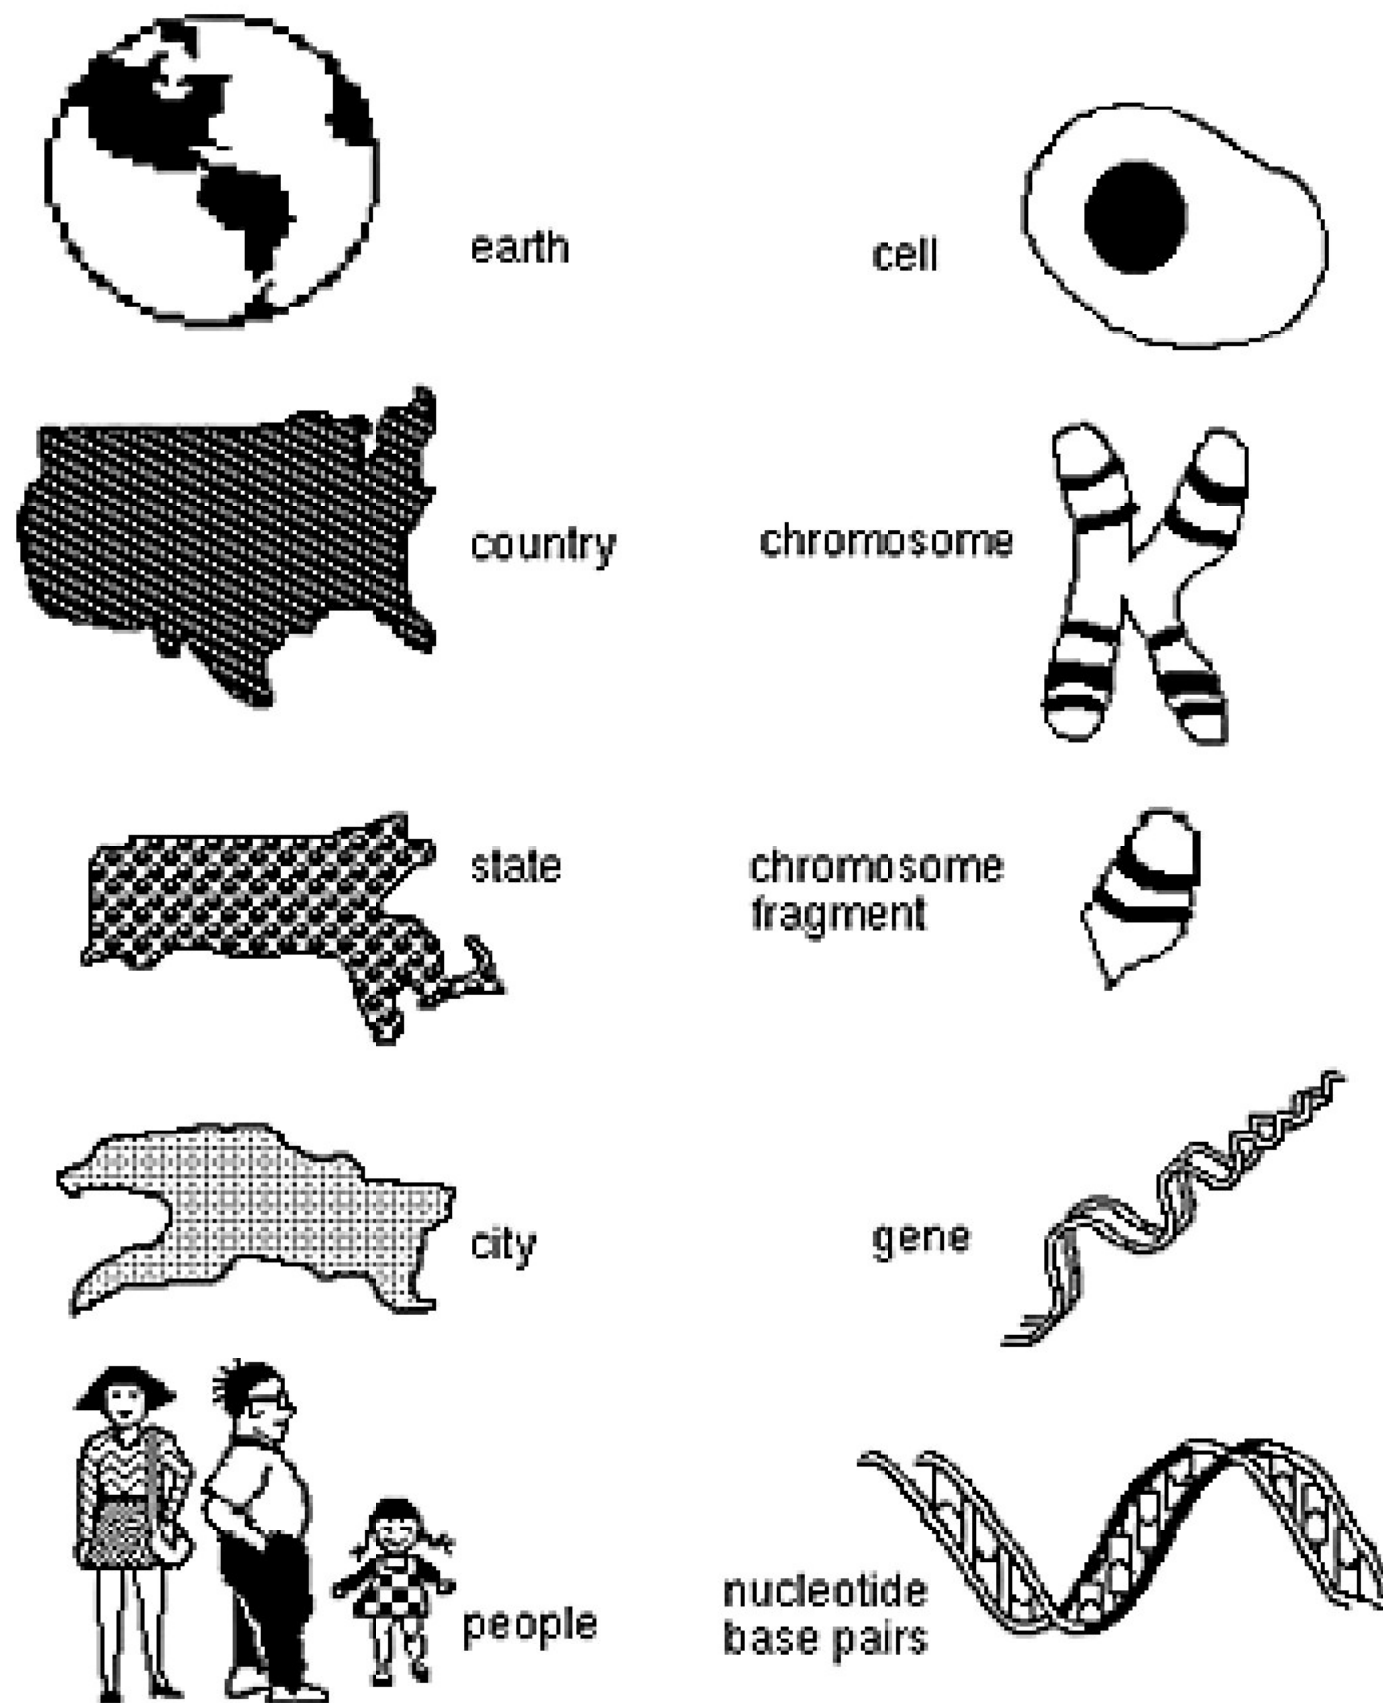 earth
cell
country
chromosome
state
chromosome
fragment
city
gene
people
nucleotide
base pairs